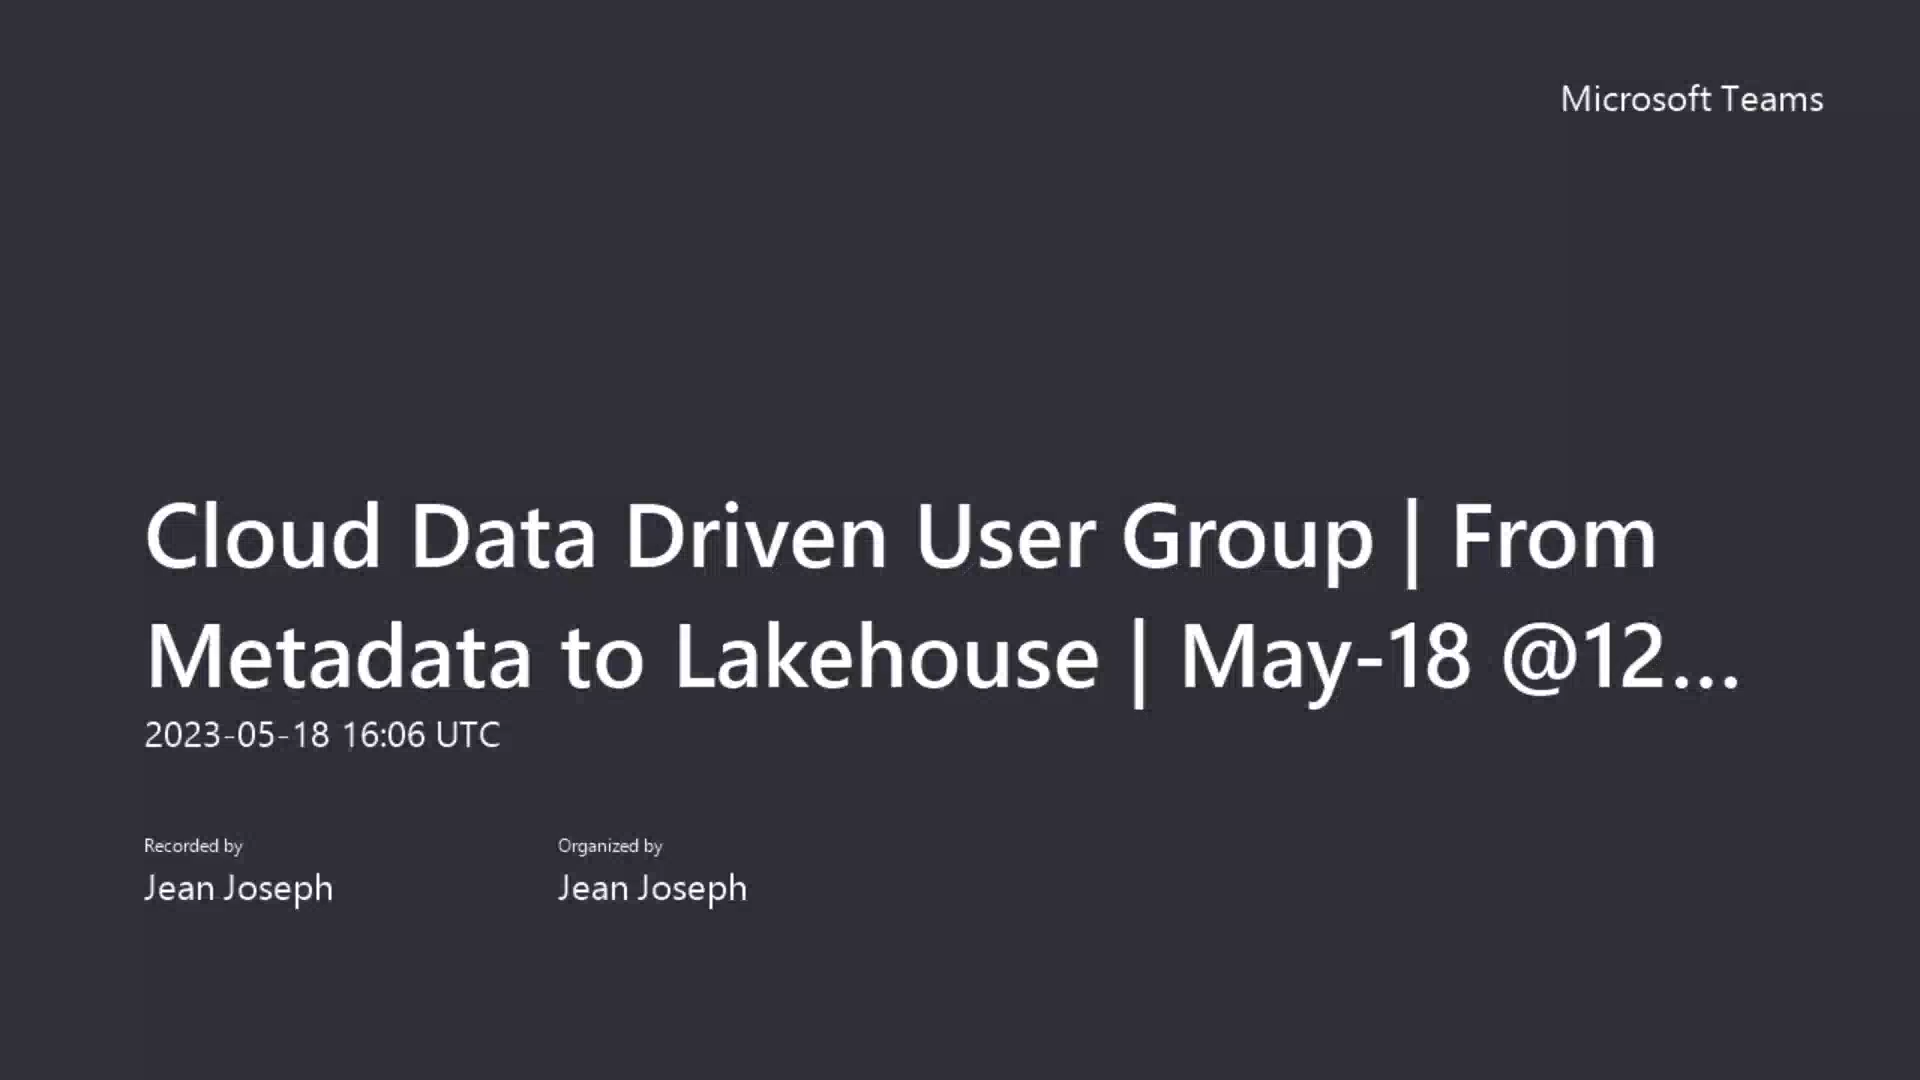 Microsoft Teams
Cloud Data Driven User Group | From
Metadata to Lakehouse | May-18 @12...
2023-05-18 16:06 UTC
Recorded by
Jean Joseph
Organized by
Jean Joseph